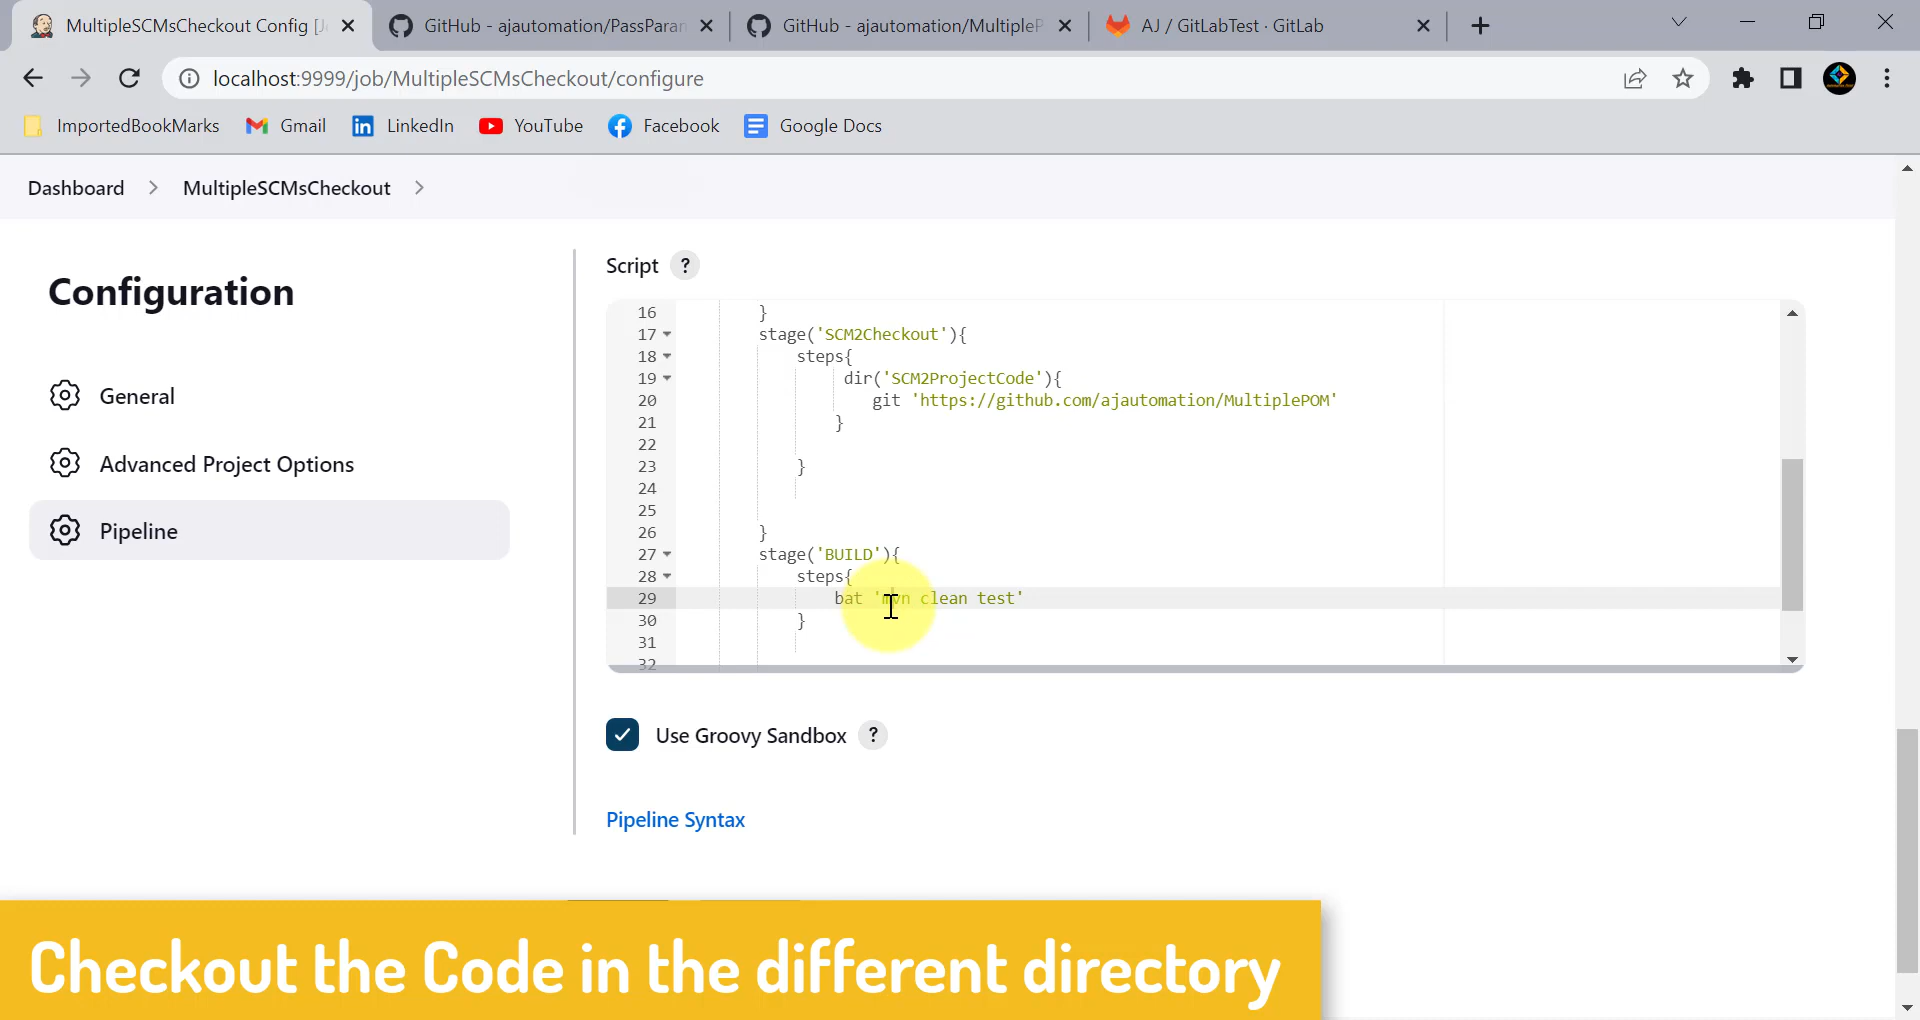 MultipleSCMsCheckout Config [J
GitHub - ajautomation/PassParan
GitHub - ajautomation/MultipleP
AJ / GitLabTest · GitLab
localhost:9999/job/MultipleSCMsCheckout/configure
ImportedBookMarks
Gmail
LinkedIn
YouTube
Facebook
Google Docs
Dashboard
MultipleSCMsCheckout
Configuration
General
Advanced Project Options
Pipeline
Script ?
16 }
17 stage('SCM2Checkout'){
18 steps{
19 dir('SCM2ProjectCode'){
20 git 'https://github.com/ajautomation/MultiplePOM'
21 }
22
23 }
24
25
26 }
27 stage('BUILD'){
28 steps{
29 bat 'mvn clean test'
30 }
31
32
Use Groovy Sandbox ?
Pipeline Syntax
Checkout the Code in the different directory